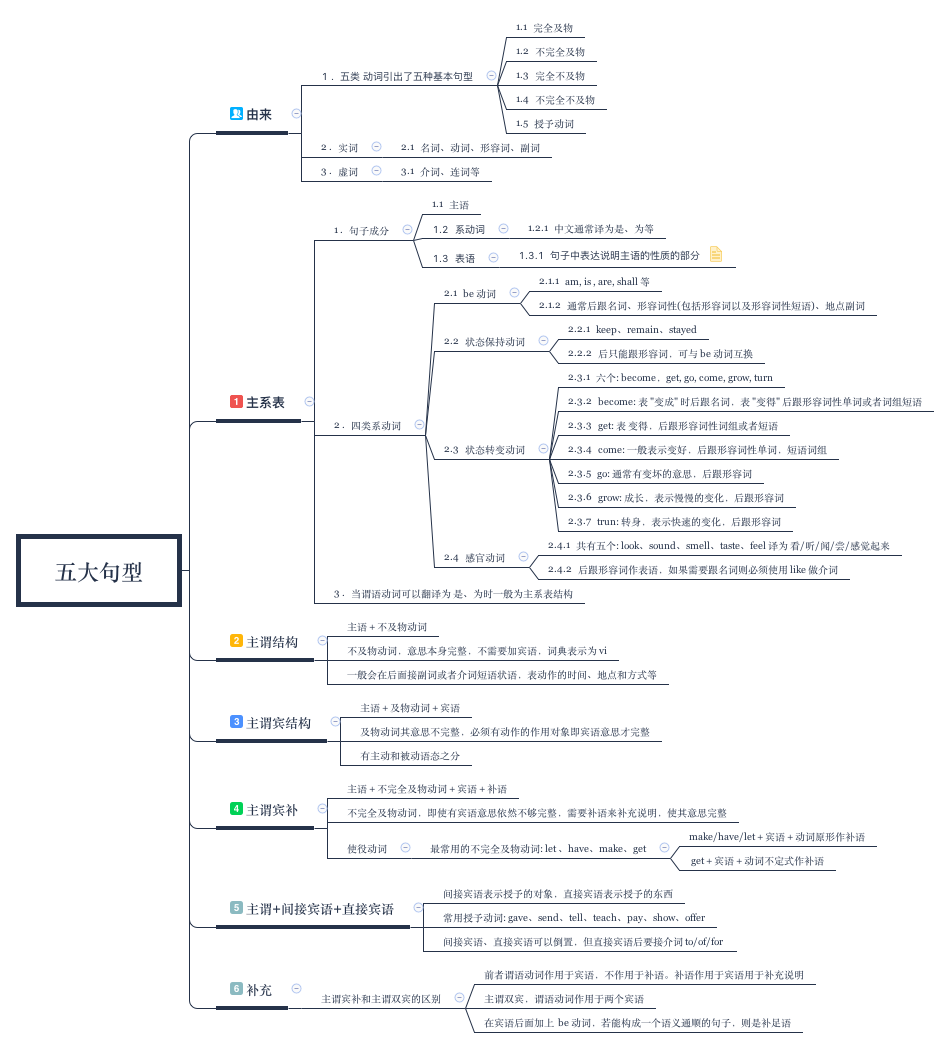 五大句型
由来
1 . 五类 动词引出了五种基本句型
1.1 完全及物
1.2 不完全及物
1.3 完全不及物
1.4 不完全不及物
1.5 授予动词
2 . 实词
2.1 名词、动词、形容词、副词
3 . 虚词
3.1 介词、连词等
1 主系表
1 . 句子成分
1.1 主语
1.2 系动词
1.2.1 中文通常译为是、为等
1.3 表语
1.3.1 句子中表达说明主语的性质的部分
2 . 四类系动词
2.1 be 动词
2.1.1 am, is , are, shall 等
2.1.2 通常后跟名词、形容词性(包括形容词以及形容词性短语)、地点副词
2.2 状态保持动词
2.2.1 keep、remain、stayed
2.2.2 后只能跟形容词，可与 be 动词互换
2.3 状态转变动词
2.3.1 六个: become , get, go, come, grow, turn
2.3.2 become: 表 "变成" 时后跟名词，表 "变得" 后跟形容词性单词或者词组短语
2.3.3 get: 表 变得，后跟形容词性词组或者短语
2.3.4 come: 一般表示变好，后跟形容词性单词，短语词组
2.3.5 go: 通常有变坏的意思，后跟形容词
2.3.6 grow: 成长，表示慢慢的变化，后跟形容词
2.3.7 trun: 转身，表示快速的变化，后跟形容词
2.4 感官动词
2.4.1 共有五个: look、sound、smell、taste、feel 译为 看/听/闻/尝/感觉起来
2.4.2 后跟形容词作表语，如果需要跟名词则必须使用 like 做介词
3 . 当谓语动词可以翻译为 是、为时一般为主系表结构
2 主谓结构
主语 + 不及物动词
不及物动词，意思本身完整，不需要加宾语，词典表示为 vi
一般会在后面接副词或者介词短语状语，表动作的时间、地点和方式等
3 主谓宾结构
主语 + 及物动词 + 宾语
及物动词其意思不完整，必须有动作的作用对象即宾语意思才完整
有主动和被动语态之分
4 主谓宾补
主语 + 不完全及物动词 + 宾语 + 补语
不完全及物动词，即使有宾语意思依然不够完整，需要补语来补充说明，使其意思完整
使役动词
最常用的不完全及物动词: let 、have、make、get
make/have/let + 宾语 + 动词原形作补语
get + 宾语 + 动词不定式作补语
5 主谓+间接宾语+直接宾语
间接宾语表示授予的对象，直接宾语表示授予的东西
常用授予动词: gave、send、tell、teach、pay、show、offer
间接宾语、直接宾语可以倒置，但直接宾语后要接介词 to/of/for
6 补充
主谓宾补和主谓双宾的区别
前者谓语动词作用于宾语，不作用于补语。补语作用于宾语用于补充说明
主谓双宾，谓语动词作用于两个宾语
在宾语后面加上 be 动词，若能构成一个语义通顺的句子，则是补足语